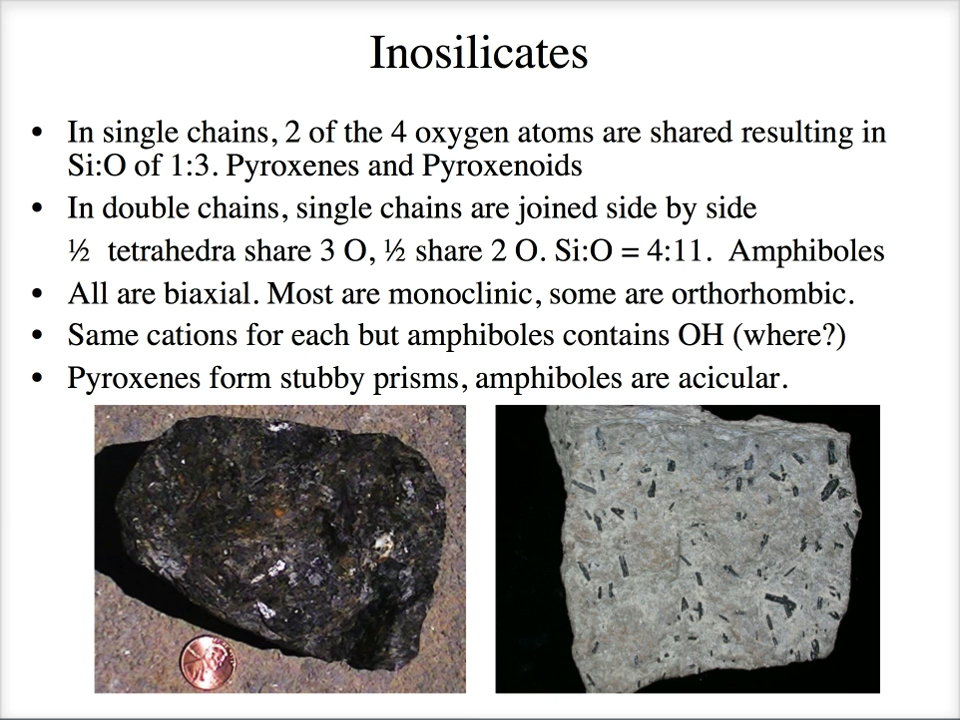 Inosilicates
• In single chains, 2 of the 4 oxygen atoms are shared resulting in
Si:O of 1:3. Pyroxenes and Pyroxenoids
• In double chains, single chains are joined side by side
½ tetrahedra share 3 O, ½ share 2 O. Si:O = 4:11. Amphiboles
• All are biaxial. Most are monoclinic, some are orthorhombic.
• Same cations for each but amphiboles contains OH (where?)
• Pyroxenes form stubby prisms, amphiboles are acicular.